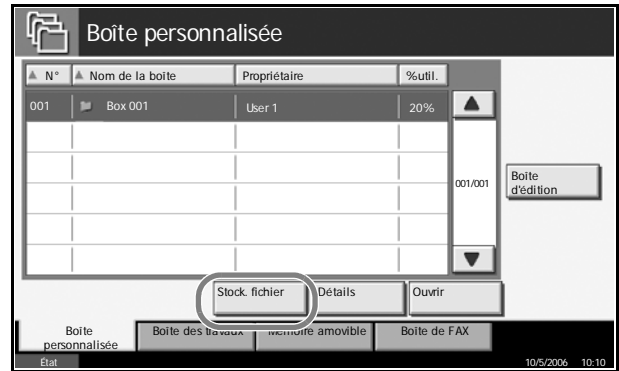 Boîte personnalisée
N° Nom de la boîte Propriétaire %util.
001 Box 001 User 1 20%
001/001
Boîte
d'édition
Stock. fichier Détails Ouvrir
Boîte
personnalisée
Boîte des travaux Mémoire amovible Boîte de FAX
État 10/5/2006 10:10